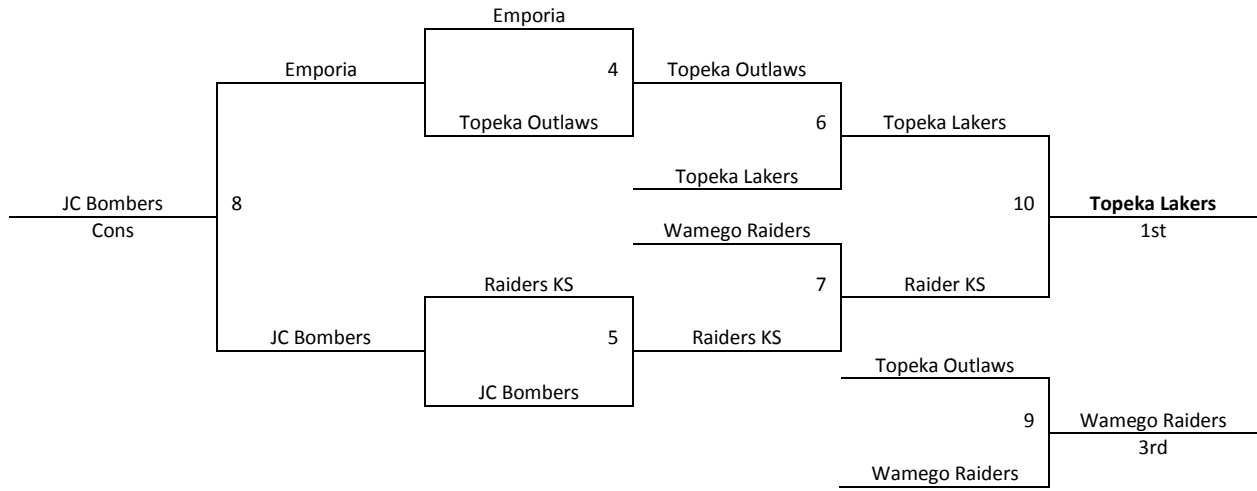 Emporia
Emporia 4 Topeka Outlaws
Topeka Outlaws 6 Topeka Lakers
Topeka Lakers
JC Bombers 8 10 Topeka Lakers
Cons 1st
Wamego Raiders
Raiders KS 7 Raider KS
JC Bombers 5 Raiders KS
Topeka Outlaws
JC Bombers
9 Wamego Raiders
3rd
Wamego Raiders